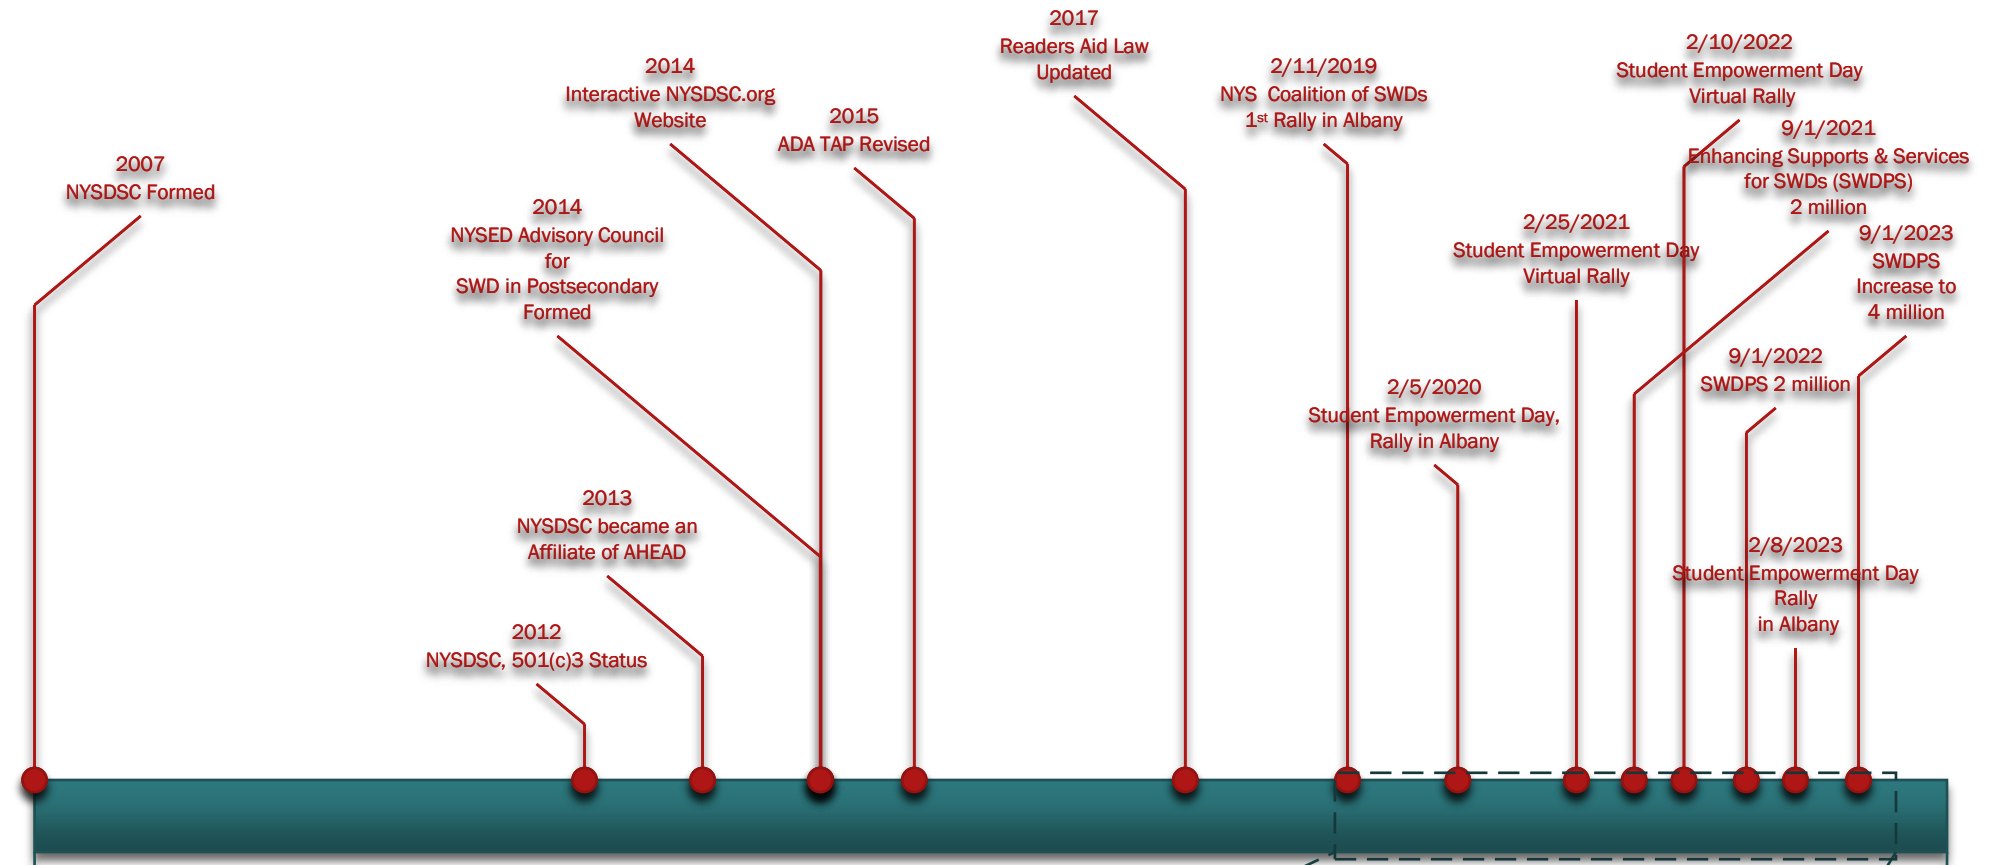 2007
NYSDSC Formed
2012
NYSDSC, 501(c)3 Status
2013
NYSDSC became an
Affiliate of AHEAD
2014
NYSED Advisory Council
for
SWD in Postsecondary
Formed
2014
Interactive NYSDSC.org
Website
2015
ADA TAP Revised
2017
Readers Aid Law
Updated
2/11/2019
NYS  Coalition of SWDs
1st Rally in Albany
2/5/2020
Student Empowerment Day,
Rally in Albany
2/25/2021
Student Empowerment Day
Virtual Rally
9/1/2021
Enhancing Supports & Services
for SWDs (SWDPS)
2 million
2/10/2022
Student Empowerment Day
Virtual Rally
9/1/2022
SWDPS 2 million
2/8/2023
Student Empowerment Day
Rally
in Albany
9/1/2023
SWDPS
Increase to
4 million